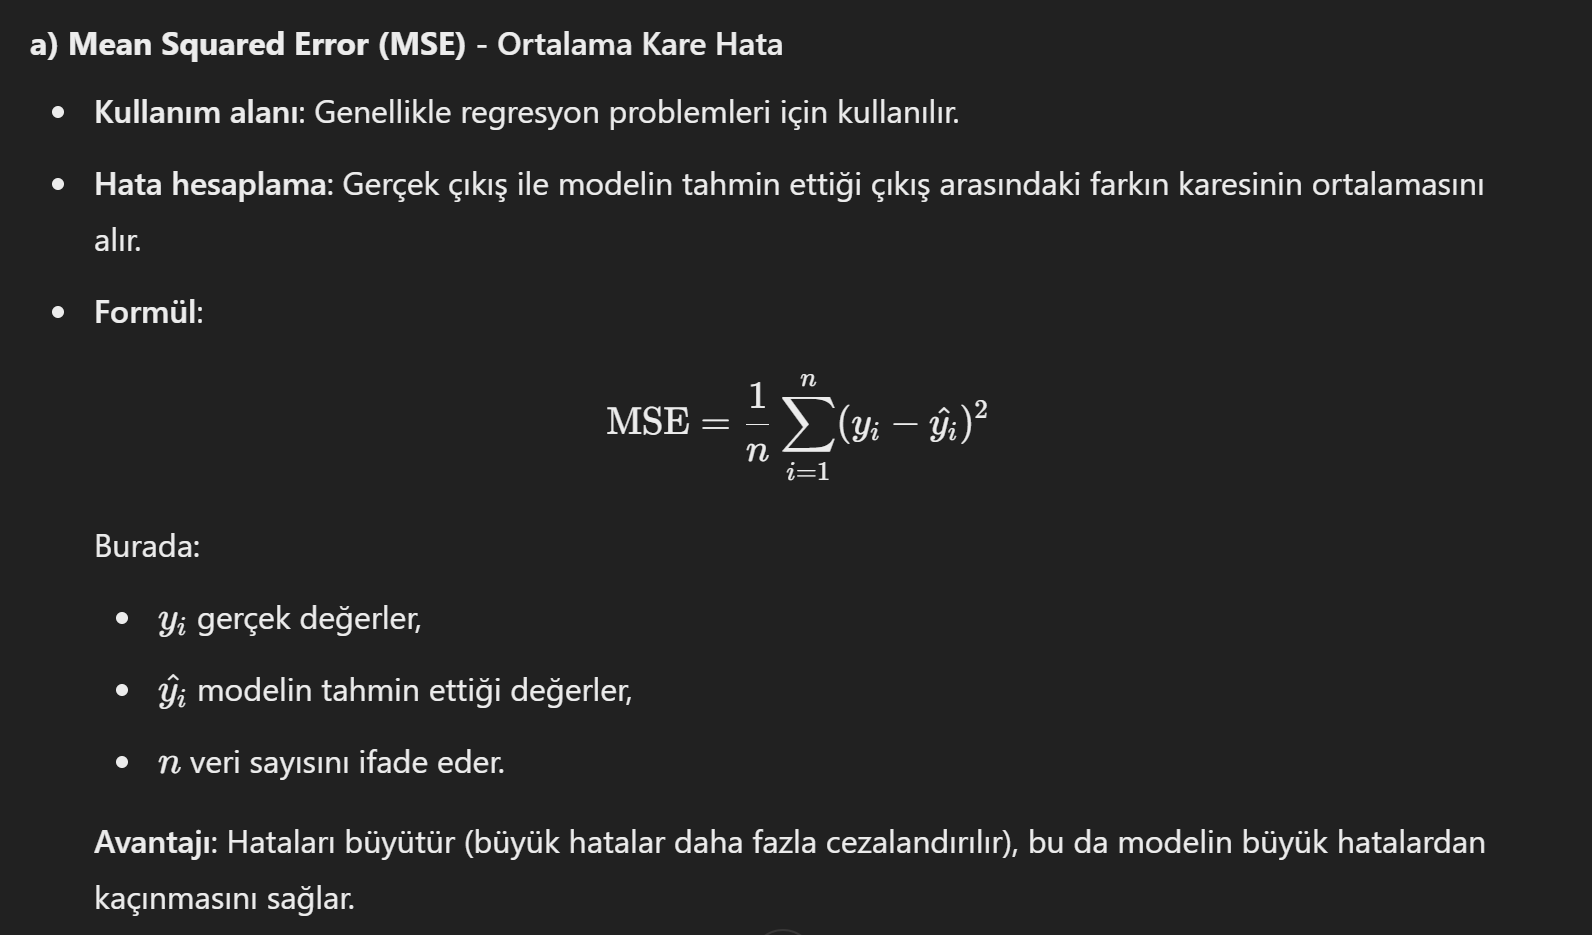 a) Mean Squared Error (MSE) - Ortalama Kare Hata
• Kullanım alanı: Genellikle regresyon problemleri için kullanılır.
• Hata hesaplama: Gerçek çıkış ile modelin tahmin ettiği çıkış arasındaki farkın karesinin ortalamasını
alır.
• Formül:
MSE = \frac{1}{n} \sum_{i=1}^{n} (y_i - \hat{y}_i)^2
Burada:
• y_i gerçek değerler,
• \hat{y}_i modelin tahmin ettiği değerler,
• n veri sayısını ifade eder.
Avantajı: Hataları büyütür (büyük hatalar daha fazla cezalandırılır), bu da modelin büyük hatalardan
kaçınmasını sağlar.